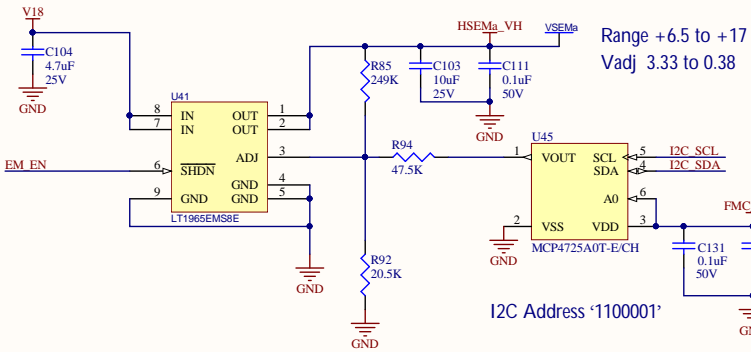 V18
HSEMa_VH
VSEMa
Range +6.5 to +17
Vadj 3.33 to 0.38
C104
4.7uF
25V
GND
R85
249K
C103
10uF
25V
C111
0.1uF
50V
GND
U41
8 IN OUT 1
7 IN OUT 2
ADJ 3
EM_EN
6 SHDN
GND 4
9 GND GND 5
LT1965EMS8E
GND
R94
47.5K
U45
1 VOUT SCL 5 I2C_SCL
SDA 4 I2C_SDA
A0 6
2 VSS VDD 3
MCP4725A0T-E/CH
GND
C131
0.1uF
50V
R92
20.5K
GND
I2C Address ‘1100001’